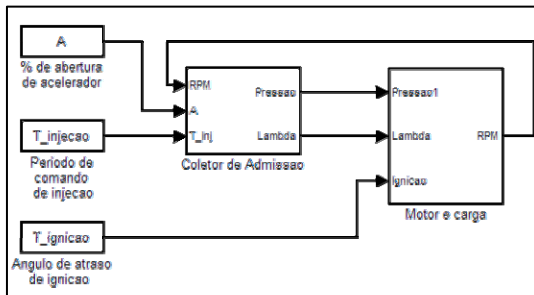 A
% de abertura
de acelerador
T_injecao
Periodo de
comando de
injecao
T_ignicao
Angulo de atraso
de ignicao
RPM
A
T_inj
Pressao
Lambda
Coletor de Admissao
Pressao1
Lambda
Ignicao
RPM
Motor e carga